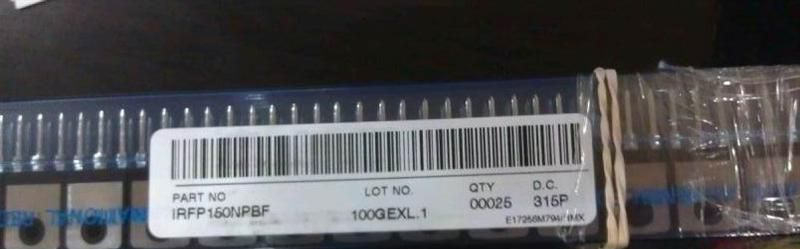 PART NO LOT NO. QTY D.C.
IRFP150NPBF 100GEXL.1 00025 315P